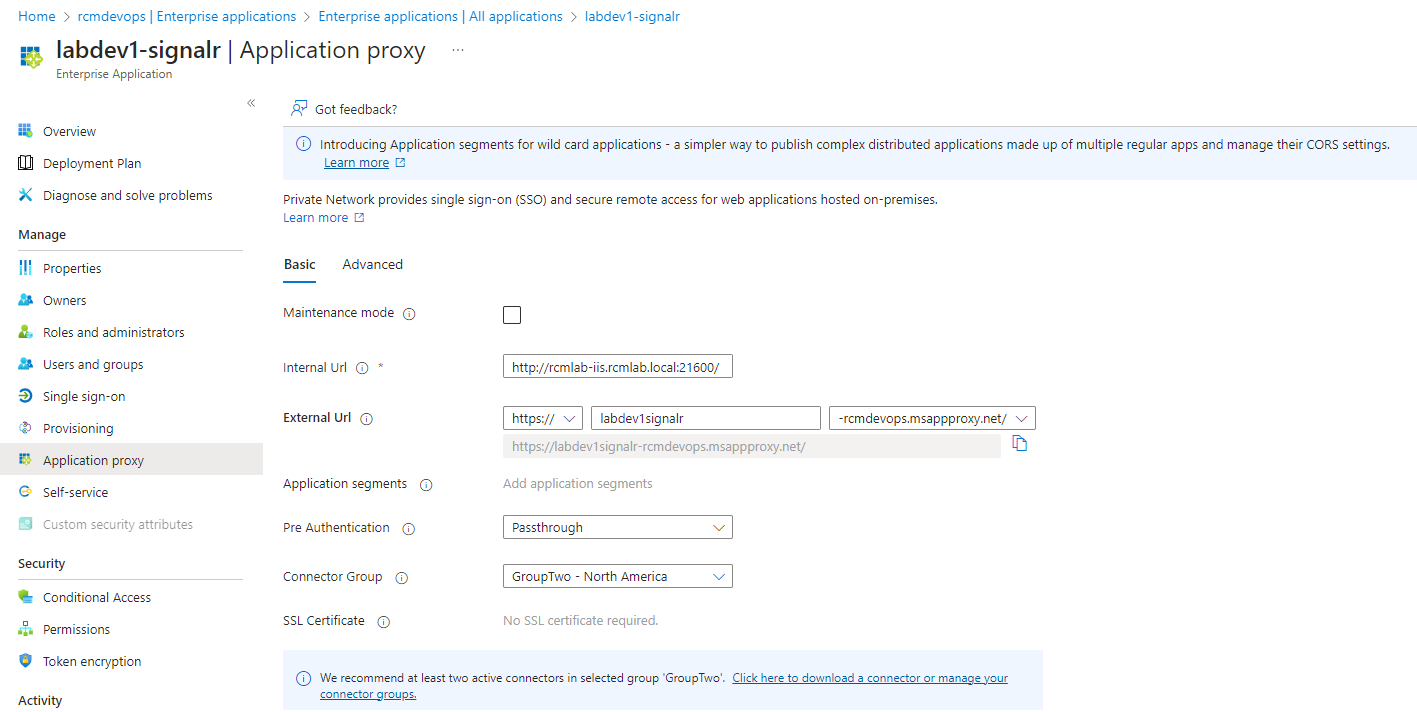 Home > rcmdevops | Enterprise applications > Enterprise applications | All applications > labdev1-signalr
labdev1-signalr | Application proxy ...
Enterprise Application
«
Overview
Deployment Plan
Diagnose and solve problems
Manage
Properties
Owners
Roles and administrators
Users and groups
Single sign-on
Provisioning
Application proxy
Self-service
Custom security attributes
Security
Conditional Access
Permissions
Token encryption
Activity
Got feedback?
Introducing Application segments for wild card applications - a simpler way to publish complex distributed applications made up of multiple regular apps and manage their CORS settings.
Learn more
Private Network provides single sign-on (SSO) and secure remote access for web applications hosted on-premises.
Learn more
Basic Advanced
Maintenance mode
Internal Url * http://rcmlab-iis.rcmlab.local:21600/
External Url https:// labdev1signalr -rcmdevops.msappproxy.net/
https://labdev1signalr-rcmdevops.msappproxy.net/
Application segments Add application segments
Pre Authentication Passthrough
Connector Group GroupTwo - North America
SSL Certificate No SSL certificate required.
We recommend at least two active connectors in selected group 'GroupTwo'. Click here to download a connector or manage your
connector groups.